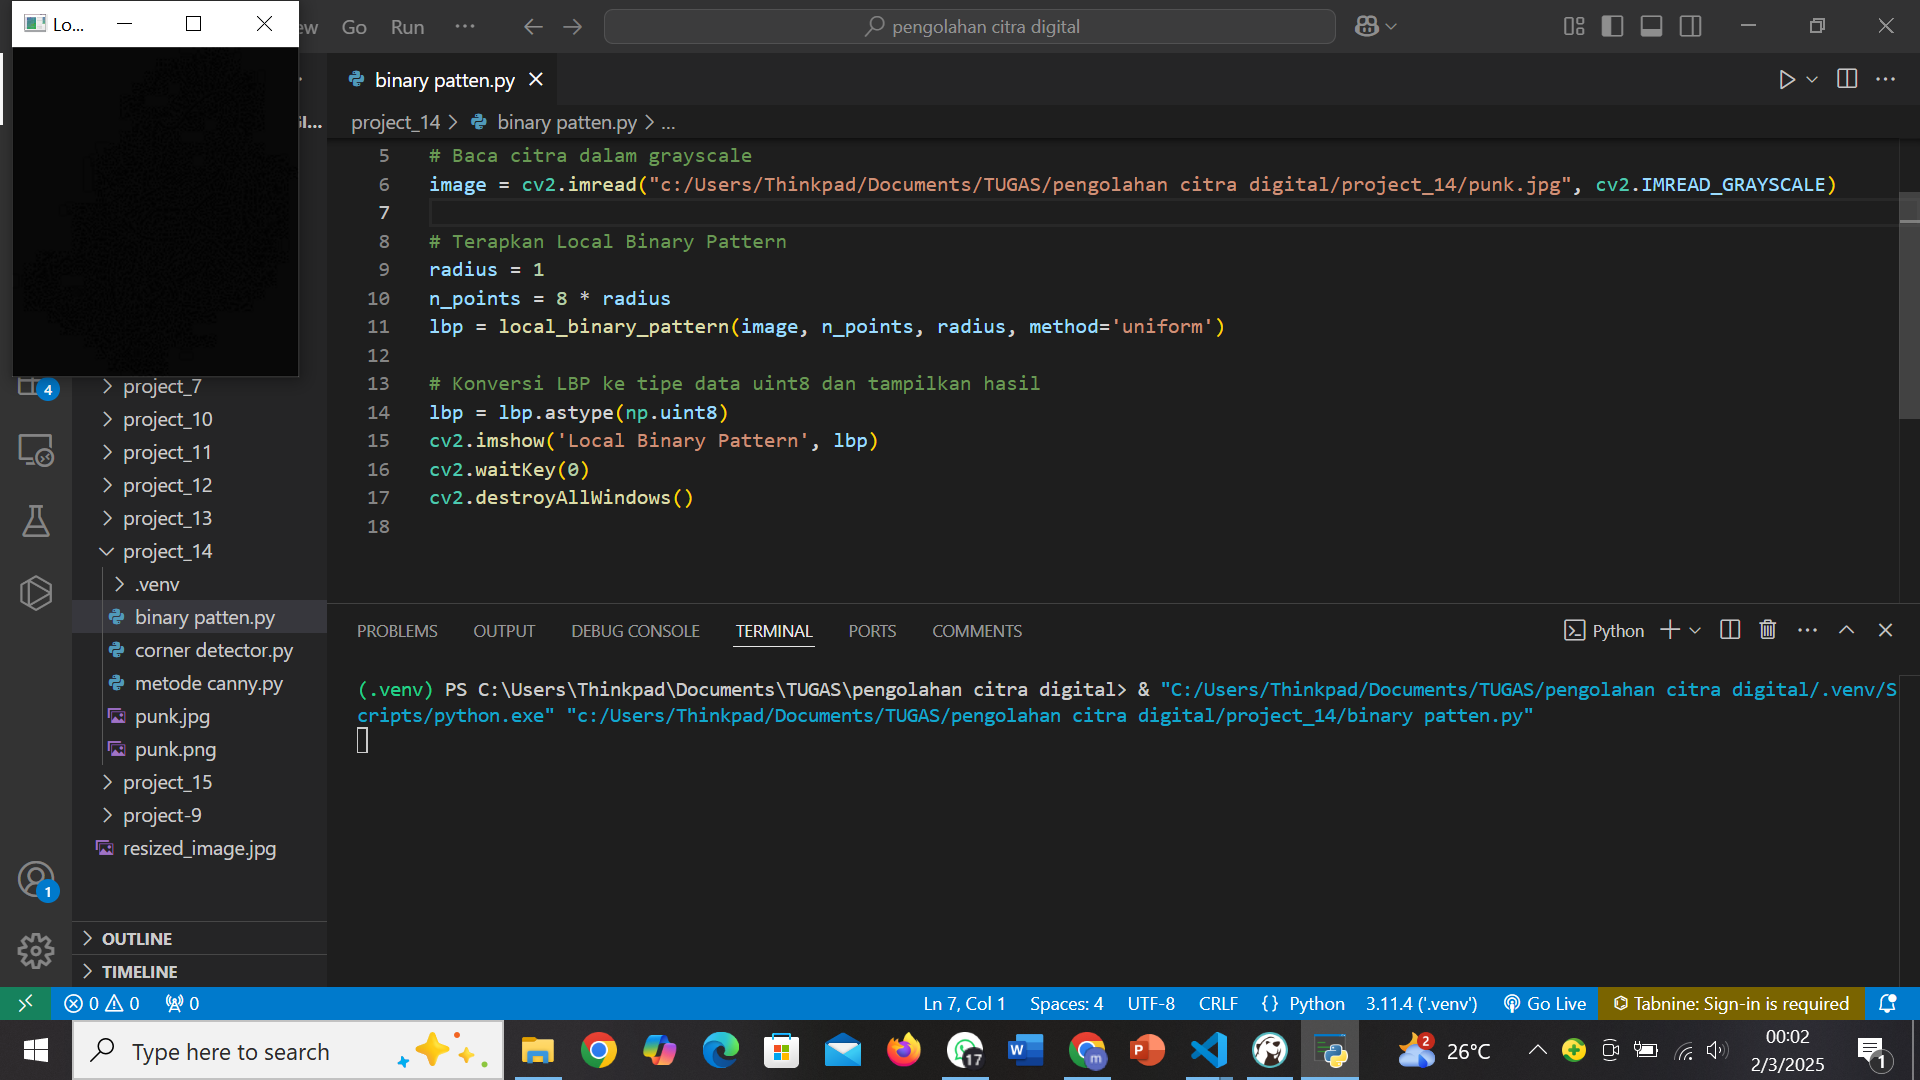 Lo...
ew Go Run ...
pengolahan citra digital
binary patten.py
project_14 > binary patten.py > ...
5 # Baca citra dalam grayscale
6 image = cv2.imread("c:/Users/Thinkpad/Documents/TUGAS/pengolahan citra digital/project_14/punk.jpg", cv2.IMREAD_GRAYSCALE)
7
8 # Terapkan Local Binary Pattern
9 radius = 1
10 n_points = 8 * radius
11 lbp = local_binary_pattern(image, n_points, radius, method='uniform')
12
13 # Konversi LBP ke tipe data uint8 dan tampilkan hasil
14 lbp = lbp.astype(np.uint8)
15 cv2.imshow('Local Binary Pattern', lbp)
16 cv2.waitKey(0)
17 cv2.destroyAllWindows()
18
4
project_7
project_10
project_11
project_12
project_13
project_14
.venv
binary patten.py
corner detector.py
metode canny.py
punk.jpg
punk.png
project_15
project-9
resized_image.jpg
1
OUTLINE
TIMELINE
PROBLEMS OUTPUT DEBUG CONSOLE TERMINAL PORTS COMMENTS
Python
(.venv) PS C:\Users\Thinkpad\Documents\TUGAS\pengolahan citra digital> & "C:/Users/Thinkpad/Documents/TUGAS/pengolahan citra digital/.venv/S
cripts/python.exe" "c:/Users/Thinkpad/Documents/TUGAS/pengolahan citra digital/project_14/binary patten.py"
0 0 0 Ln 7, Col 1 Spaces: 4 UTF-8 CRLF {} Python 3.11.4 ('.venv') Go Live Tabnine: Sign-in is required
Type here to search
17
m
2
26°C
00:02
2/3/2025
1